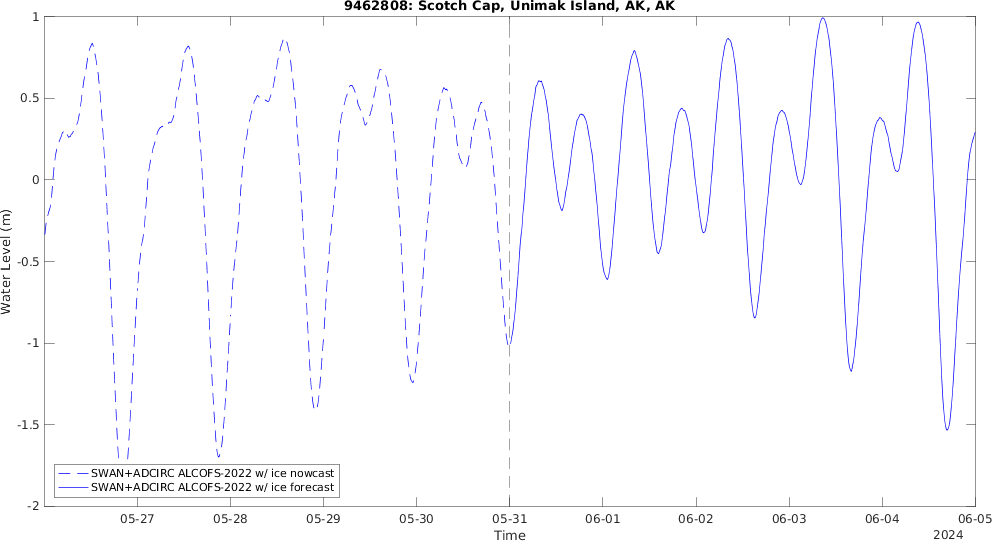 9462808: Scotch Cap, Unimak Island, AK, AK
1
0.5
0
-0.5
-1
-1.5
-2
Water Level (m)
SWAN+ADCIRC ALCOFS-2022 w/ ice nowcast
SWAN+ADCIRC ALCOFS-2022 w/ ice forecast
05-27 05-28 05-29 05-30 05-31 06-01 06-02 06-03 06-04 06-05
Time
2024